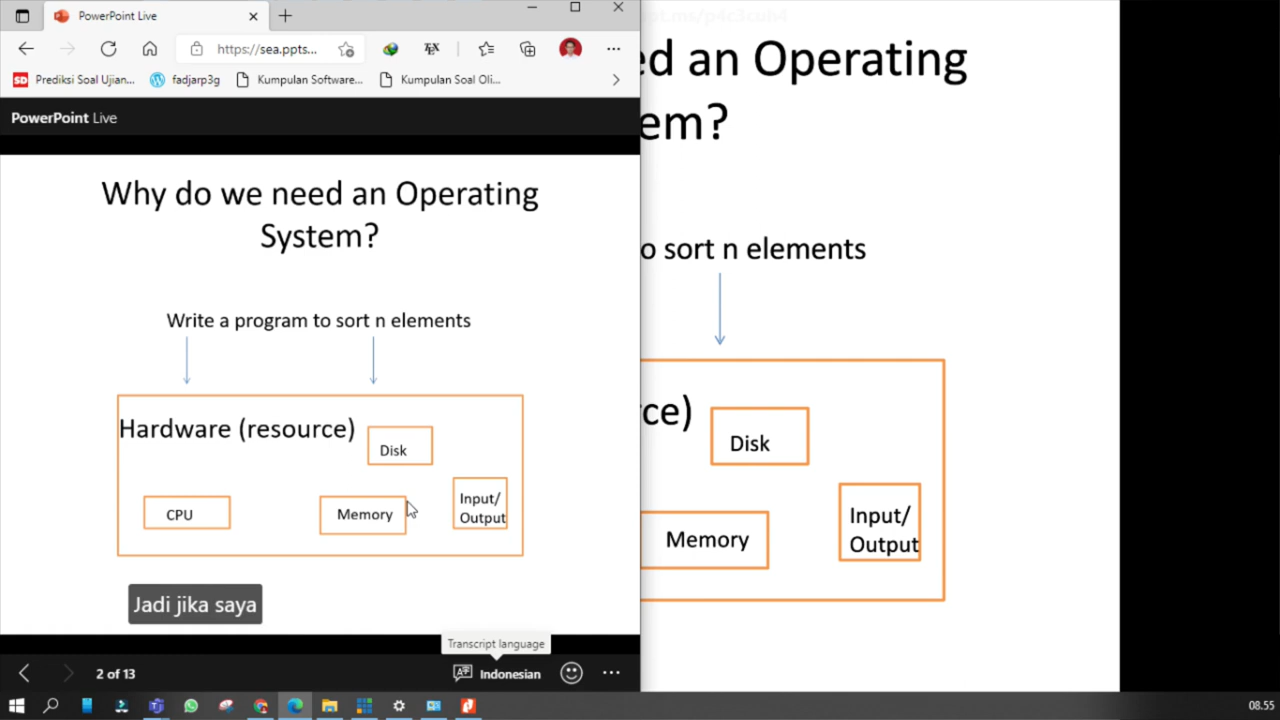 PowerPoint Live
https://sea.ppts...
SD Prediksi Soal Ujian...
fadjarp3g
Kumpulan Software...
Kumpulan Soal Oli...
PowerPoint Live
Why do we need an Operating
System?
Write a program to sort n elements
Hardware (resource)
Disk
CPU
Memory
Input/
Output
Jadi jika saya
Transcript language
2 of 13
Indonesian
ed an Operating
em?
o sort n elements
rce)
Disk
Memory
Input/
Output
08.55